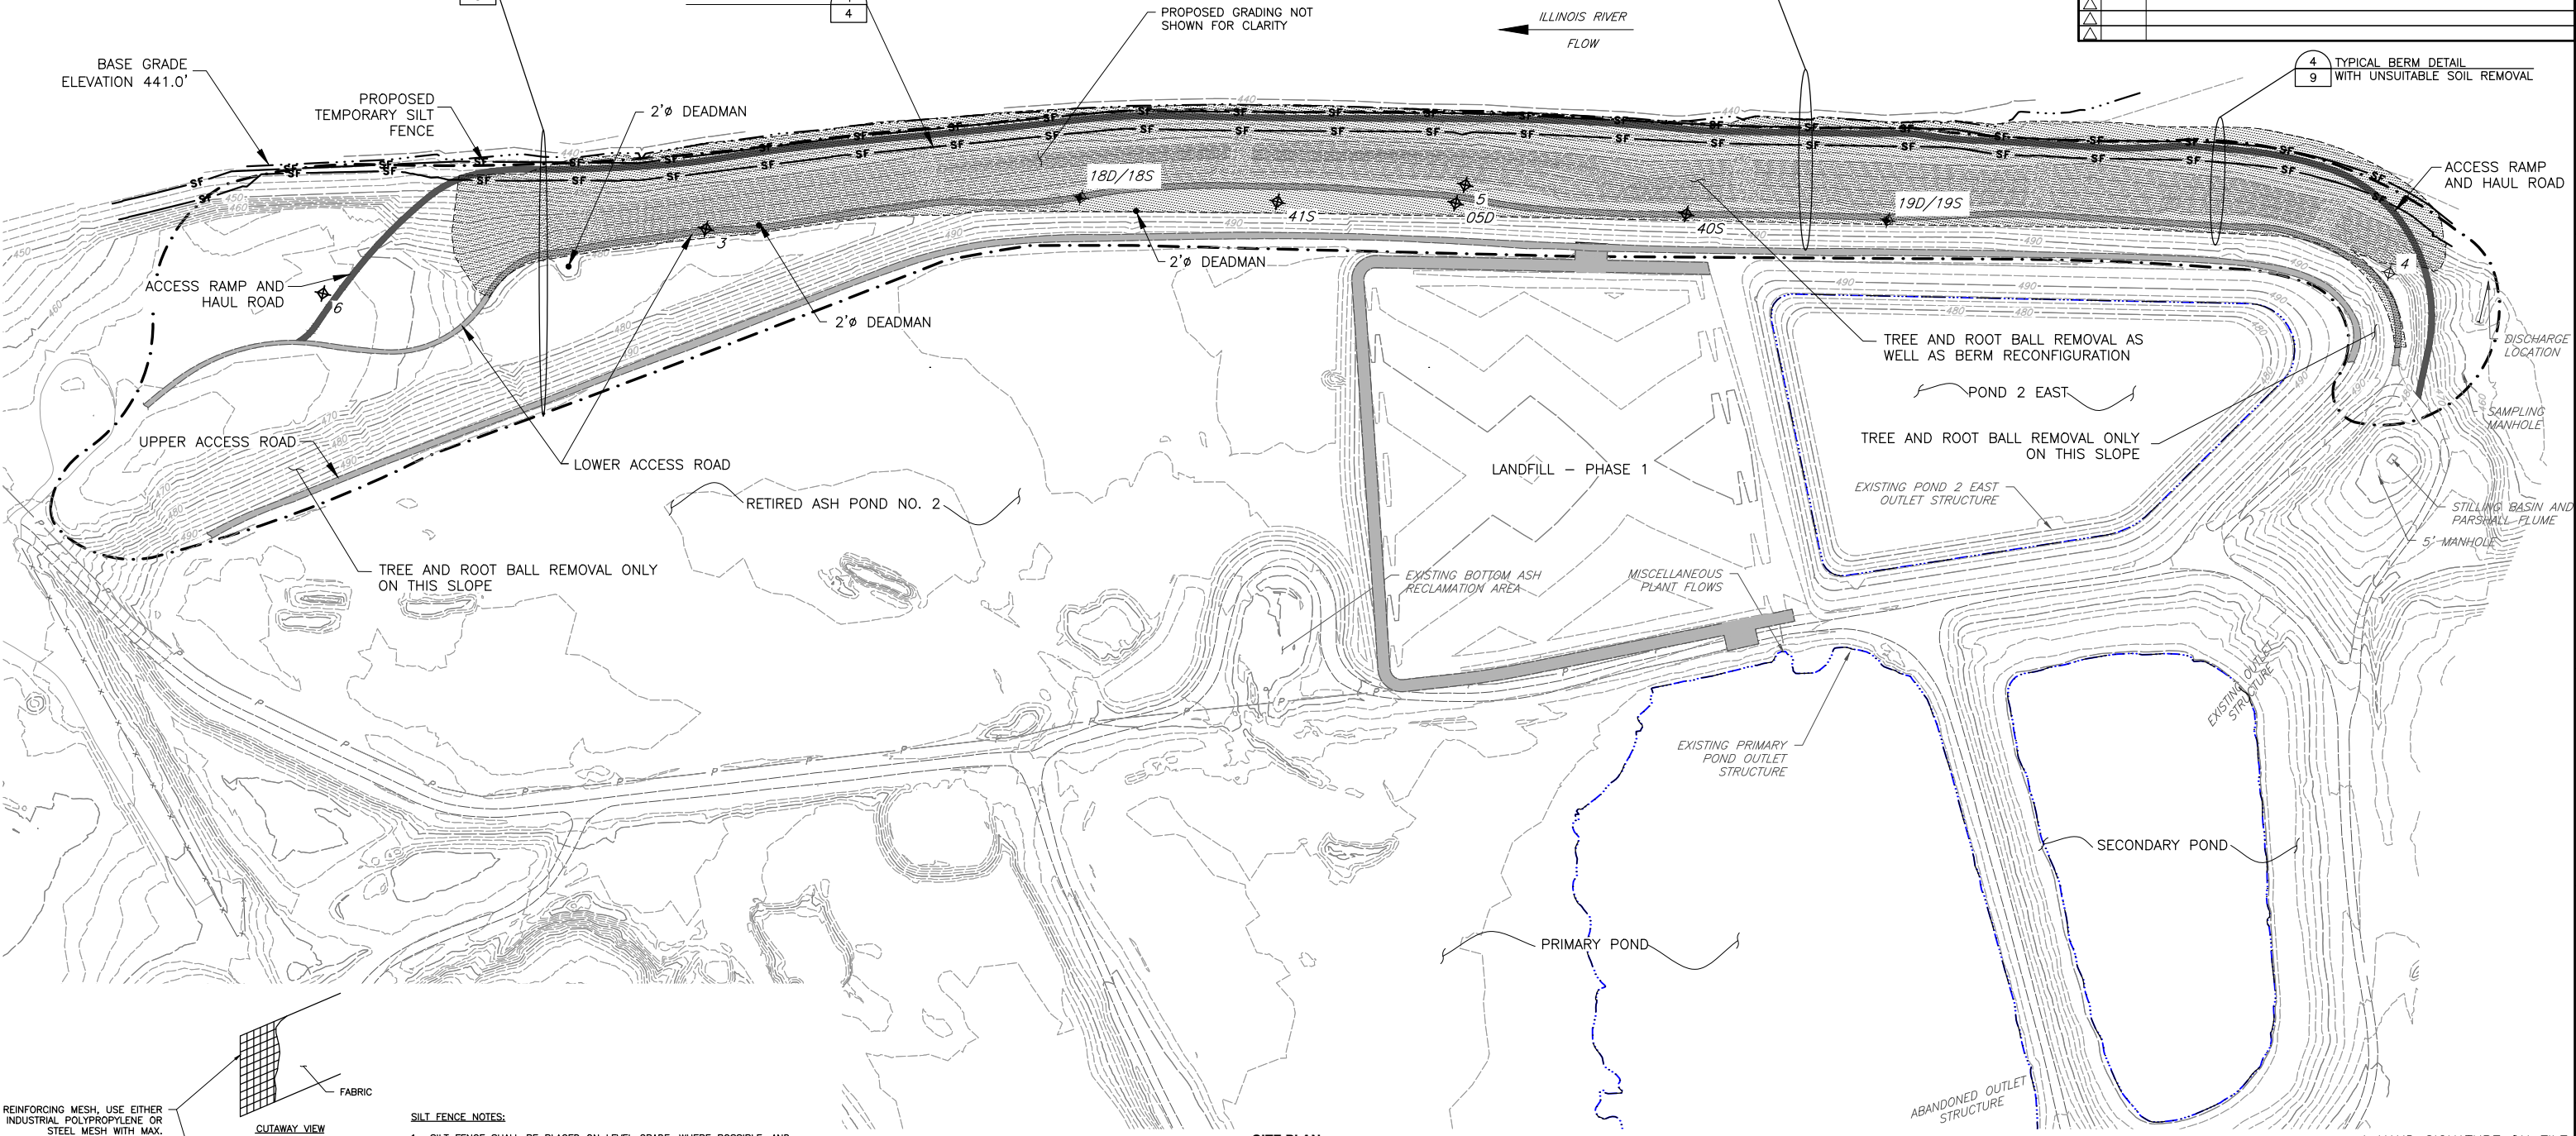 4
PROPOSED GRADING NOT
SHOWN FOR CLARITY
ILLINOIS RIVER
FLOW
4
9
TYPICAL BERM DETAIL
WITH UNSUITABLE SOIL REMOVAL
BASE GRADE
ELEVATION 441.0'
PROPOSED
TEMPORARY SILT
FENCE
2'ø DEADMAN
18D/18S
5
05D
41S
40S
19D/19S
3
4
6
ACCESS RAMP
AND HAUL ROAD
ACCESS RAMP AND
HAUL ROAD
2'ø DEADMAN
2'ø DEADMAN
TREE AND ROOT BALL REMOVAL AS
WELL AS BERM RECONFIGURATION
DISCHARGE
LOCATION
POND 2 EAST
SAMPLING
MANHOLE
TREE AND ROOT BALL REMOVAL ONLY
ON THIS SLOPE
UPPER ACCESS ROAD
LOWER ACCESS ROAD
LANDFILL – PHASE 1
RETIRED ASH POND NO. 2
EXISTING POND 2 EAST
OUTLET STRUCTURE
STILLING BASIN AND
PARSHALL FLUME
5' MANHOLE
TREE AND ROOT BALL REMOVAL ONLY
ON THIS SLOPE
EXISTING BOTTOM ASH
RECLAMATION AREA
MISCELLANEOUS
PLANT FLOWS
EXISTING OUTLET
STRUCTURE
EXISTING PRIMARY
POND OUTLET
STRUCTURE
SECONDARY POND
PRIMARY POND
ABANDONED OUTLET
STRUCTURE
FABRIC
REINFORCING MESH, USE EITHER
INDUSTRIAL POLYPROPYLENE OR
STEEL MESH WITH MAX.
CUTAWAY VIEW
SILT FENCE NOTES: